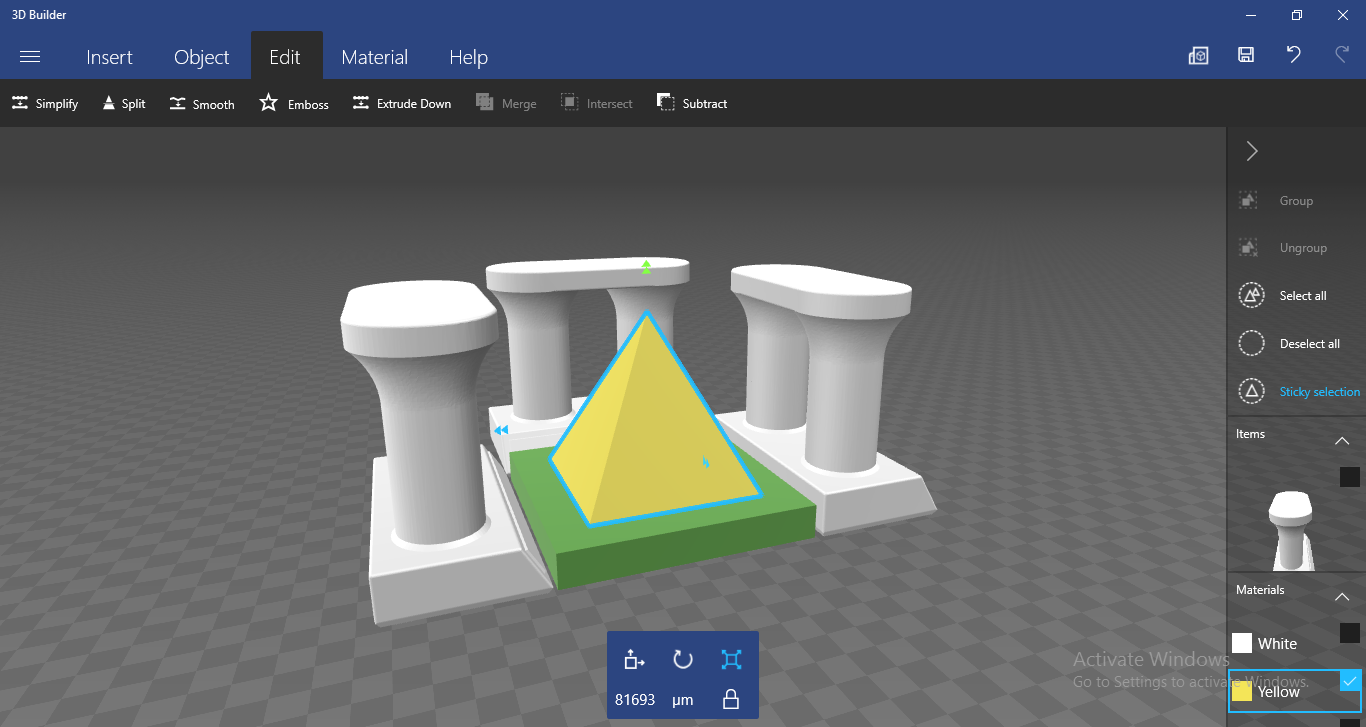 3D Builder
Insert Object Edit Material Help
Simplify Split Smooth Emboss Extrude Down Merge Intersect Subtract
Group
Ungroup
Select all
Deselect all
Sticky selection
Items
Materials
White
Yellow
81693 µm
Activate Windows
Go to Settings to activate Windows.